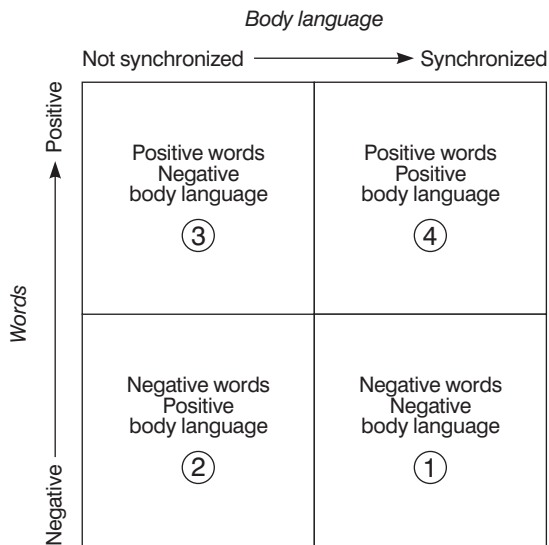 Body language
Not synchronized Synchronized
Positive
Positive words
Negative
body language
3
Positive words
Positive
body language
4
Words
Negative words
Positive
body language
2
Negative words
Negative
body language
1
Negative